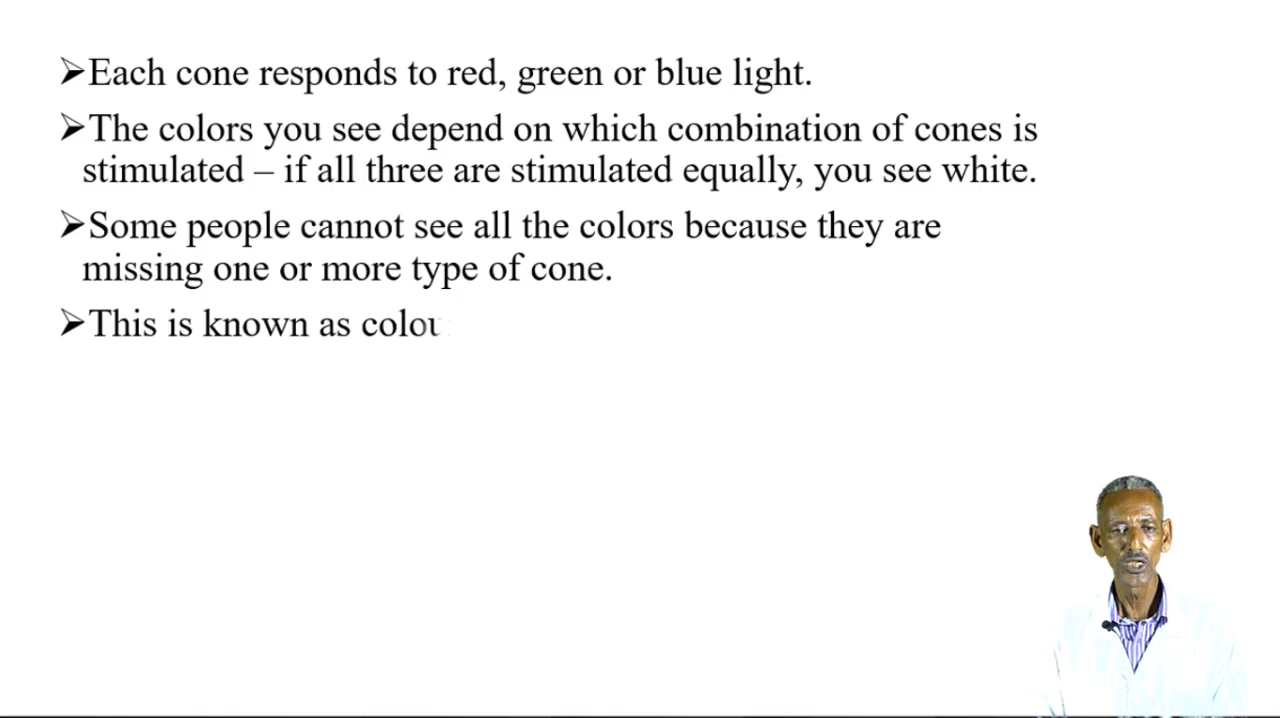 ➢Each cone responds to red, green or blue light.
➢The colors you see depend on which combination of cones is
stimulated – if all three are stimulated equally, you see white.
➢Some people cannot see all the colors because they are
missing one or more type of cone.
➢This is known as colou